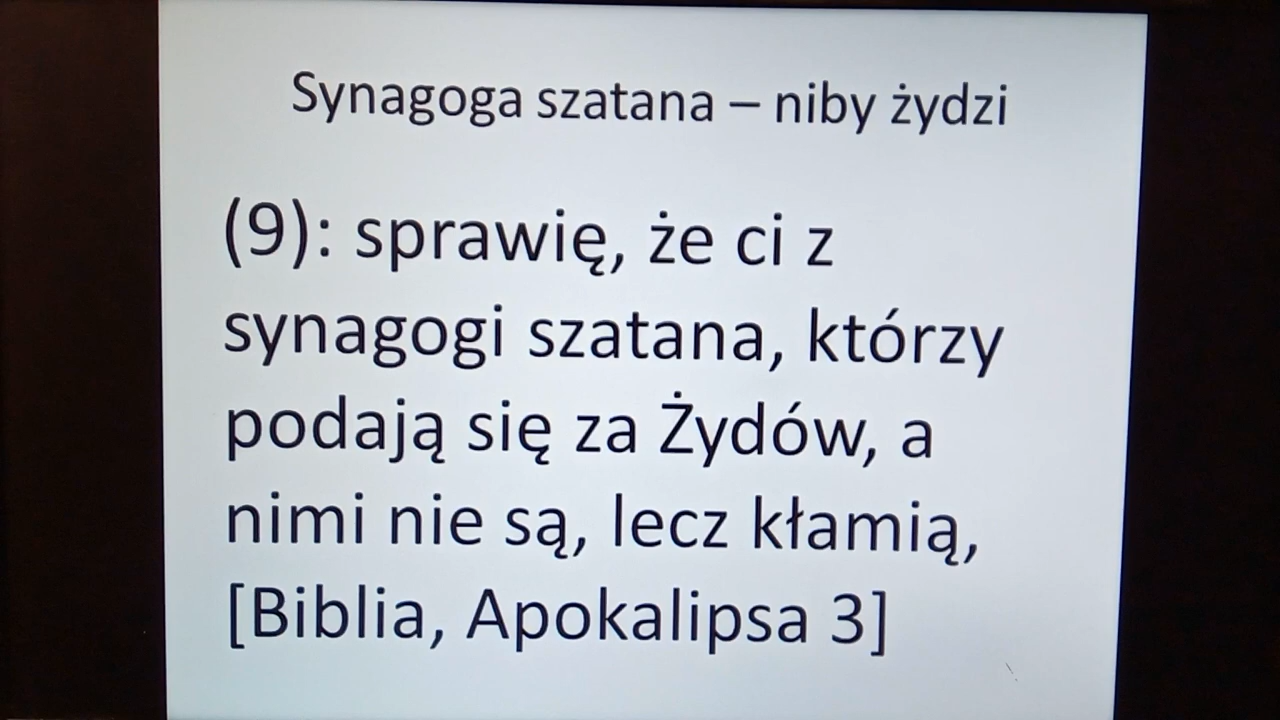 Synagoga szatana – niby żydzi
(9): sprawię, że ci z
synagogi szatana, którzy
podają się za Żydów, a
nimi nie są, lecz kłamią,
[Biblia, Apokalipsa 3]